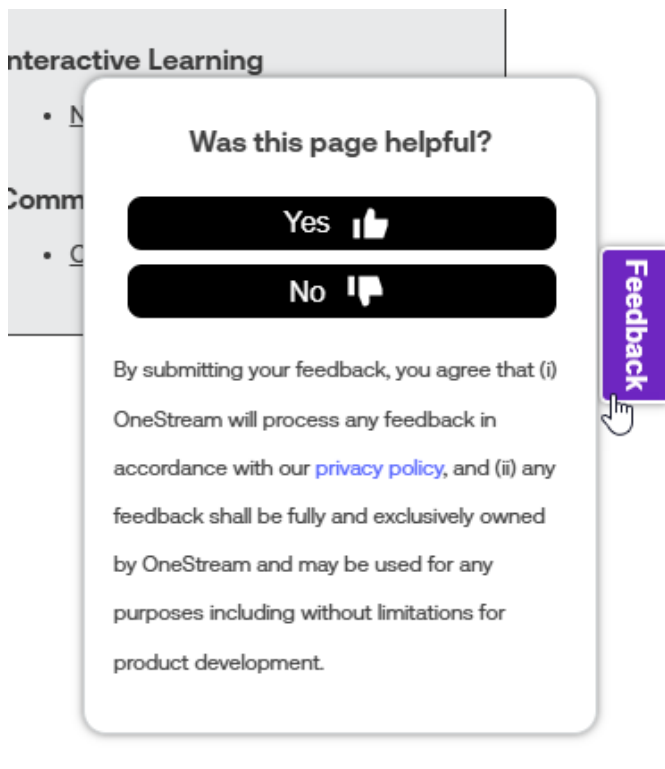 nteractive Learning
N
Was this page helpful?
Comm
Yes
C
No
Feedback
By submitting your feedback, you agree that (i)
OneStream will process any feedback in
accordance with our privacy policy, and (ii) any
feedback shall be fully and exclusively owned
by OneStream and may be used for any
purposes including without limitations for
product development.